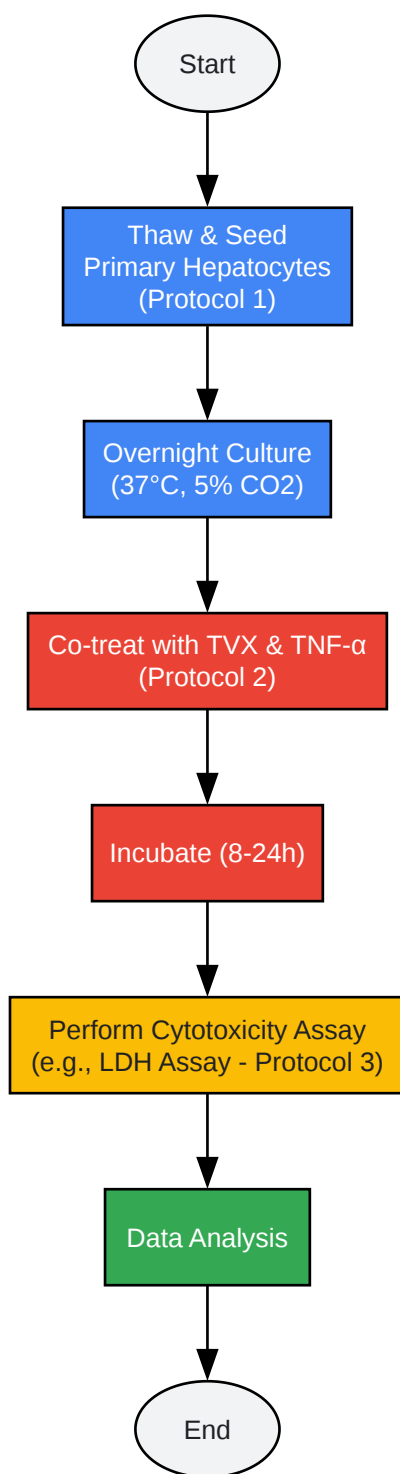 Start
Thaw & Seed
Primary Hepatocytes
(Protocol 1)
Overnight Culture
(37°C, 5% CO2)
Co-treat with TVX & TNF-α
(Protocol 2)
Incubate (8-24h)
Perform Cytotoxicity Assay
(e.g., LDH Assay - Protocol 3)
Data Analysis
End